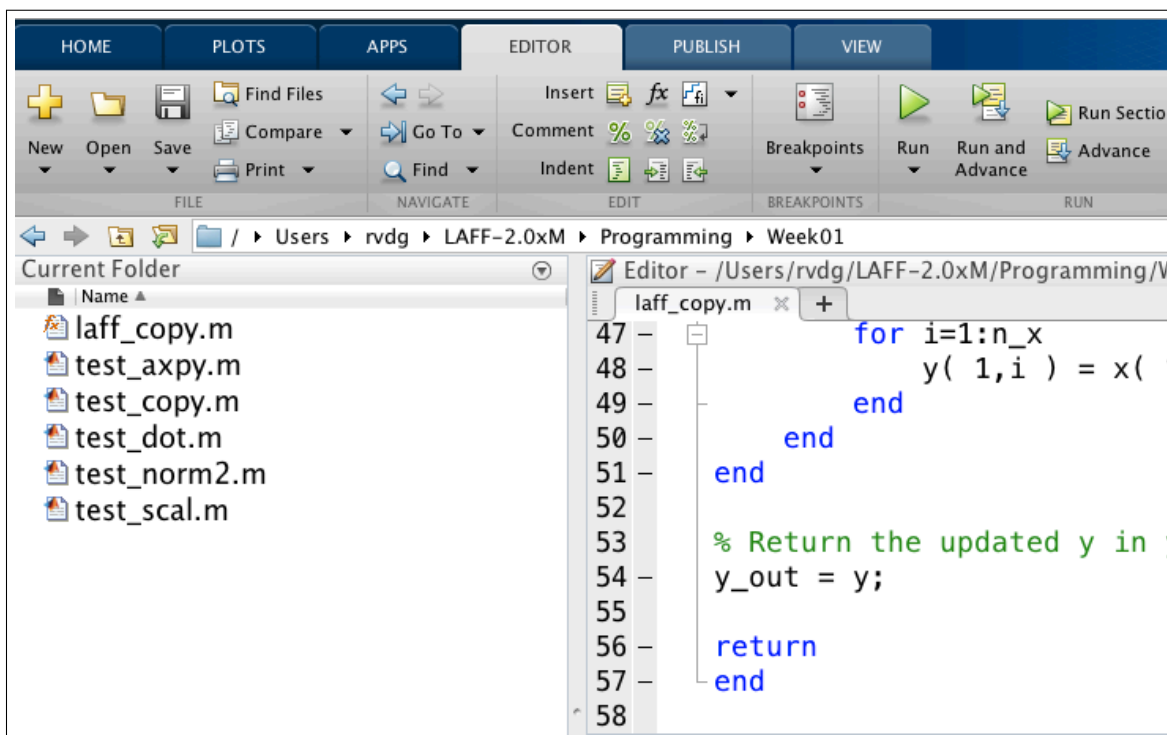 HOME PLOTS APPS EDITOR PUBLISH VIEW
New Open Save Find Files Compare Print
FILE
Go To Find
NAVIGATE
Insert fx fi
Comment % %
Indent
EDIT
Breakpoints
BREAKPOINTS
Run Run and Advance Run Sectio Advance
RUN
/ Users rvdg LAFF-2.0xM Programming Week01
Current Folder
Name
laff_copy.m
test_axpy.m
test_copy.m
test_dot.m
test_norm2.m
test_scal.m
Editor – /Users/rvdg/LAFF-2.0xM/Programming/
laff_copy.m × +
47 – for i=1:n_x
48 – y( 1,i ) = x(
49 – end
50 – end
51 – end
52
53 % Return the updated y in
54 – y_out = y;
55
56 – return
57 – end
58